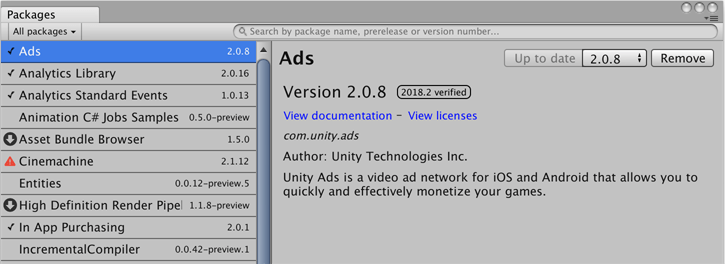 Packages
All packages
Search by package name, prerelease or version number...
Ads 2.0.8
Analytics Library 2.0.16
Analytics Standard Events 1.0.13
Animation C# Jobs Samples 0.5.0-preview
Asset Bundle Browser 1.5.0
Cinemachine 2.1.12
Entities 0.0.12-preview.5
High Definition Render Pipel 1.1.8-preview
In App Purchasing 2.0.1
IncrementalCompiler 0.0.42-preview.1
Ads
Up to date 2.0.8 Remove
Version 2.0.8 2018.2 verified
View documentation - View licenses
com.unity.ads
Author: Unity Technologies Inc.
Unity Ads is a video ad network for iOS and Android that allows you to
quickly and effectively monetize your games.